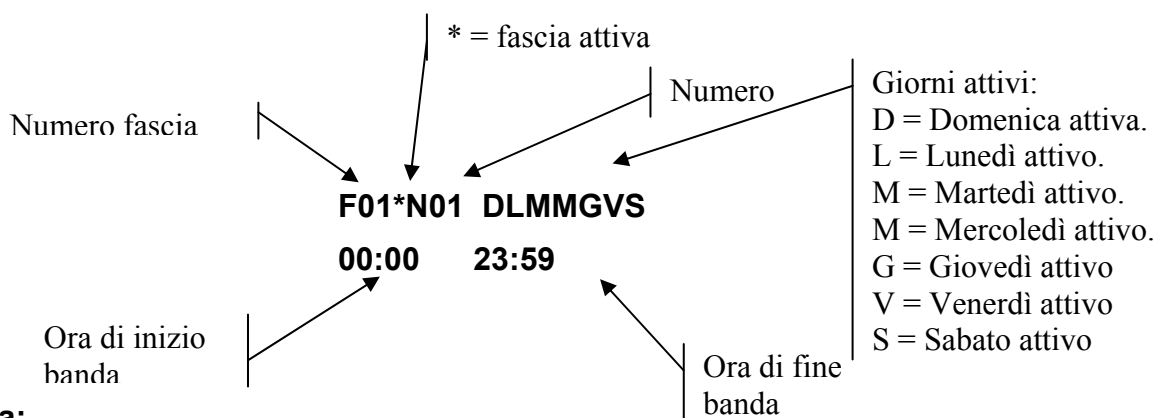 * = fascia attiva
Numero
Giorni attivi:
D = Domenica attiva.
L = Lunedì attivo.
M = Martedì attivo.
M = Mercoledì attivo.
G = Giovedì attivo
V = Venerdì attivo
S = Sabato attivo
Numero fascia
F01*N01 DLMMGVS
00:00 23:59
Ora di inizio
banda
Ora di fine
banda
a: